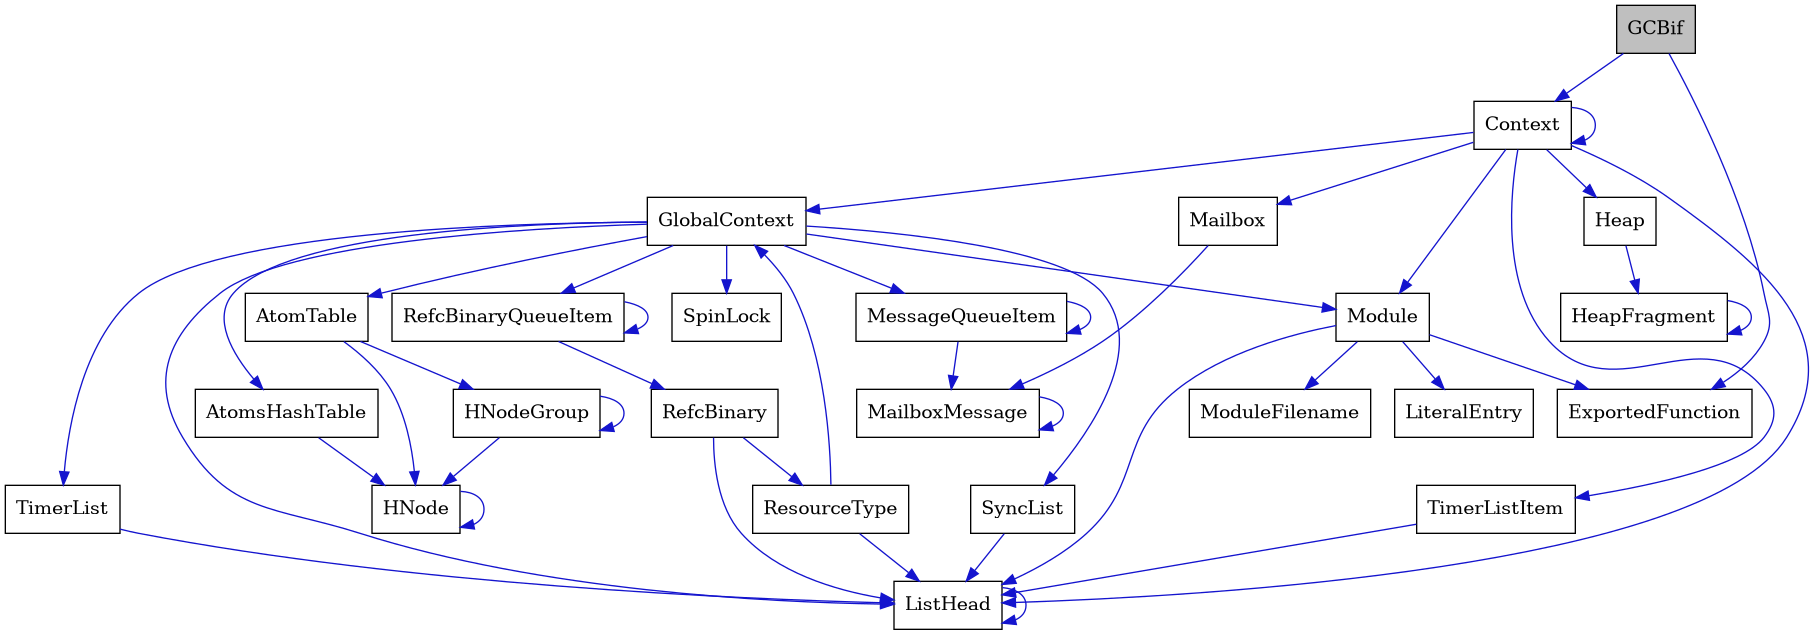 GCBif
Context
GlobalContext
Mailbox
Heap
AtomTable
RefcBinaryQueueItem
SpinLock
MessageQueueItem
Module
HeapFragment
AtomsHashTable
HNodeGroup
RefcBinary
MailboxMessage
ModuleFilename
LiteralEntry
ExportedFunction
TimerList
HNode
ResourceType
SyncList
TimerListItem
ListHead